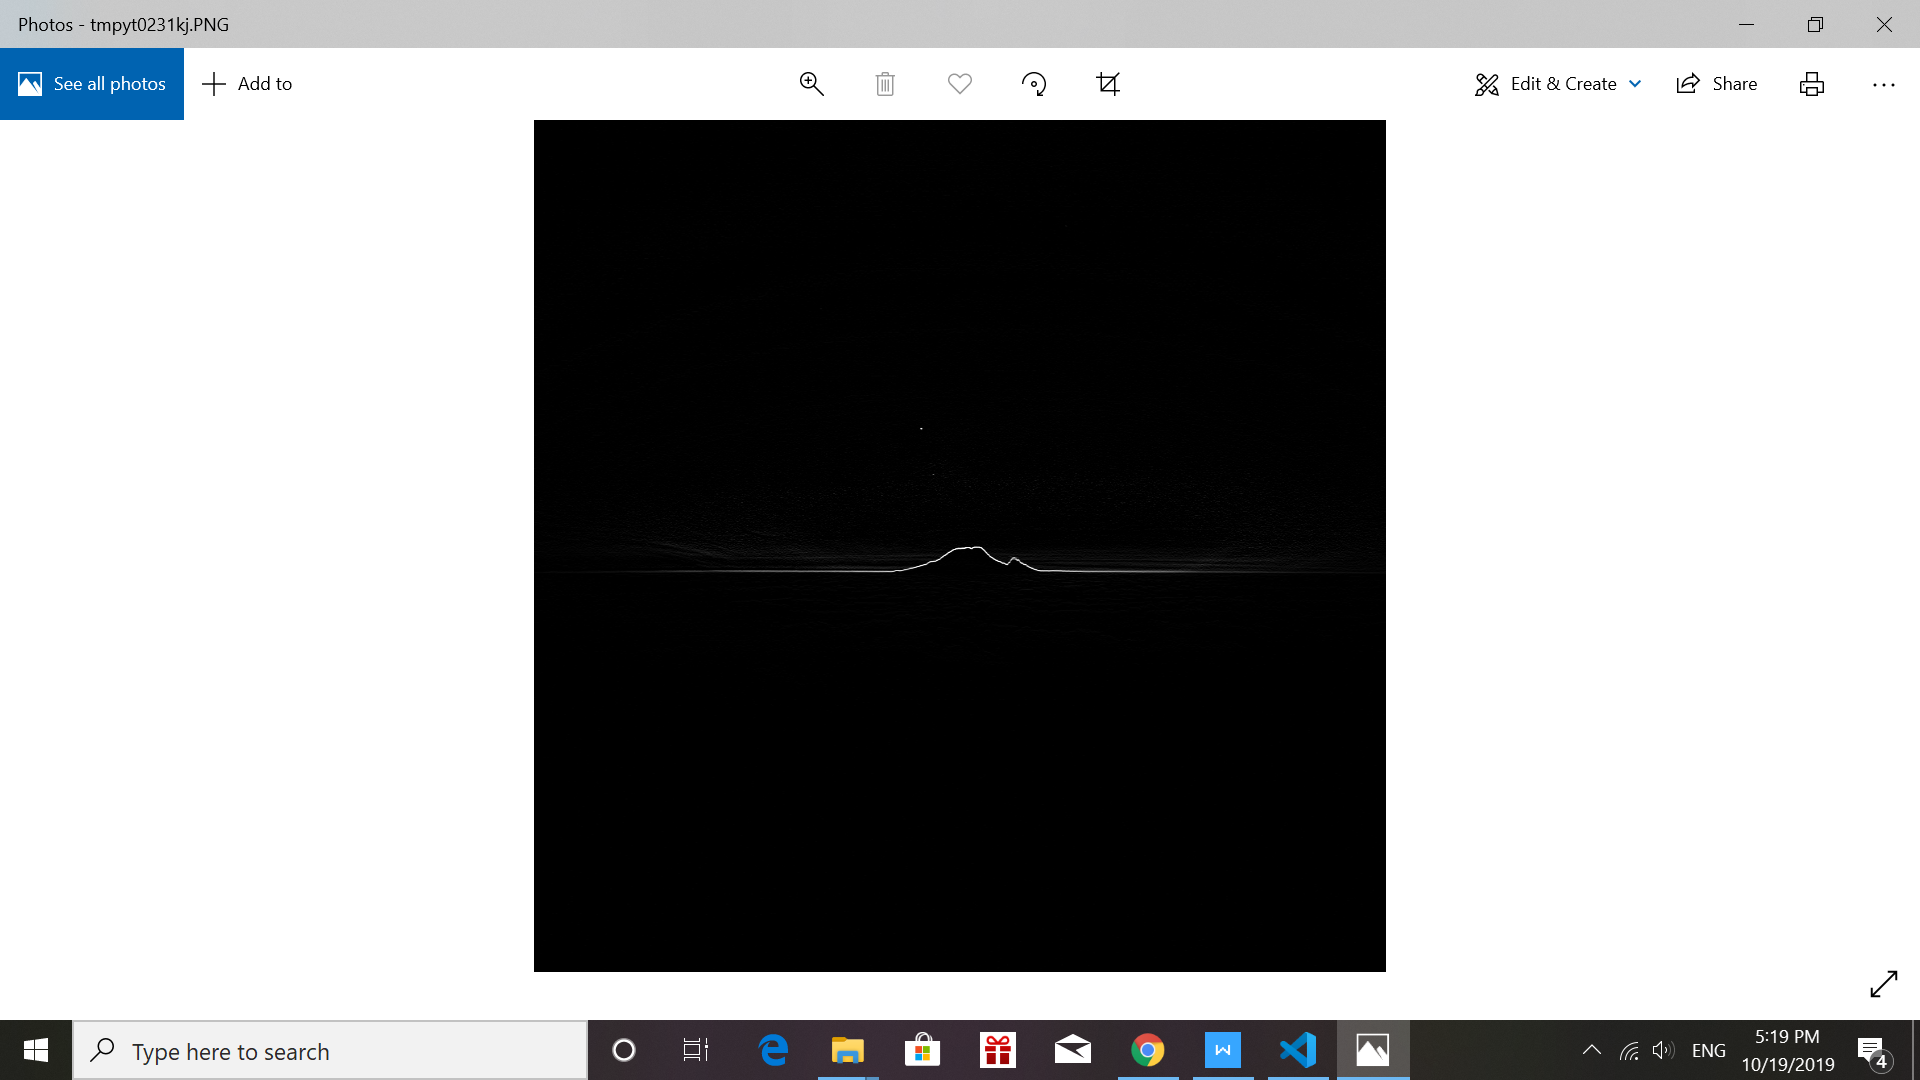 Photos - tmpyt0231kj.PNG
See all photos
Add to
Edit & Create
Share
Type here to search
ENG
5:19 PM
10/19/2019
4